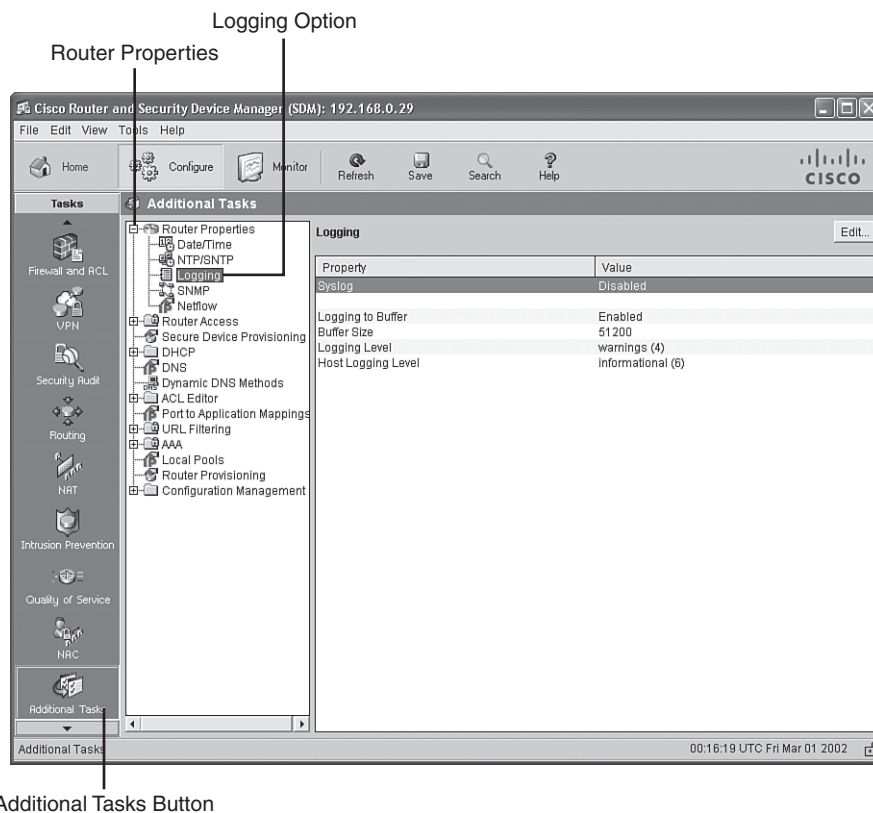 Logging Option
Router Properties
Cisco Router and Security Device Manager (SDM): 192.168.0.29
File Edit View Tools Help
Home Configure Monitor Refresh Save Search Help
CISCO
Tasks
Additional Tasks
Firewall and ACL
VPN
Security Audit
Routing
NAT
Intrusion Prevention
Quality of Service
NAC
Additional Tasks
Router Properties
Date/Time
NTP/SNTP
Logging
SNMP
Netflow
Router Access
Secure Device Provisioning
DHCP
DNS
Dynamic DNS Methods
ACL Editor
Port to Application Mappings
URL Filtering
AAA
Local Pools
Router Provisioning
Configuration Management
Logging
Edit...
Property Value
Syslog Disabled
Logging to Buffer Enabled
Buffer Size 51200
Logging Level warnings (4)
Host Logging Level informational (6)
Additional Tasks
00:16:19 UTC Fri Mar 01 2002
Additional Tasks Button